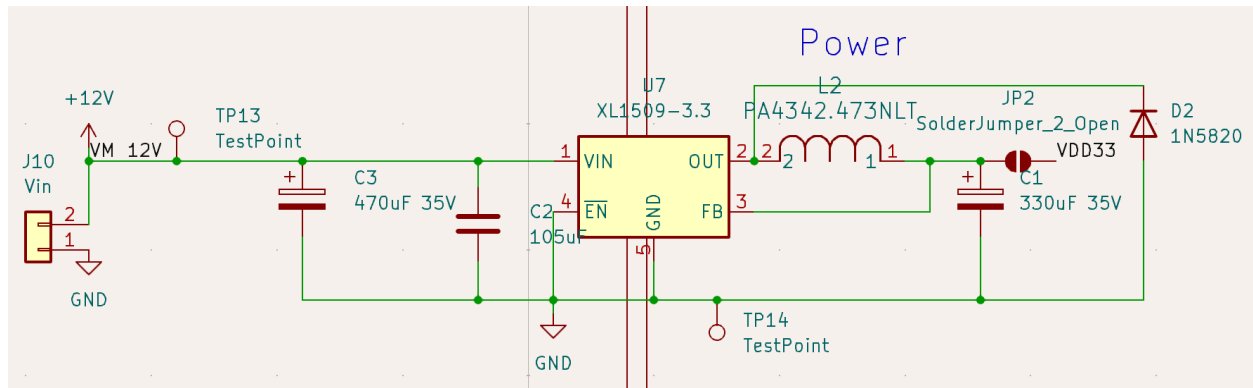 Power
+12V
TP13
TestPoint
U7
XL1509-3.3
L2
PA4342.473NLT
JP2
SolderJumper_2_Open
D2
1N5820
VM 12V
VDD33
J10
Vin
2
1
GND
+
C3
470uF 35V
C2
105uF
1
VIN
4
EN
GND
5
OUT
2
FB
3
2
2
1
1
+
C1
330uF 35V
GND
TP14
TestPoint